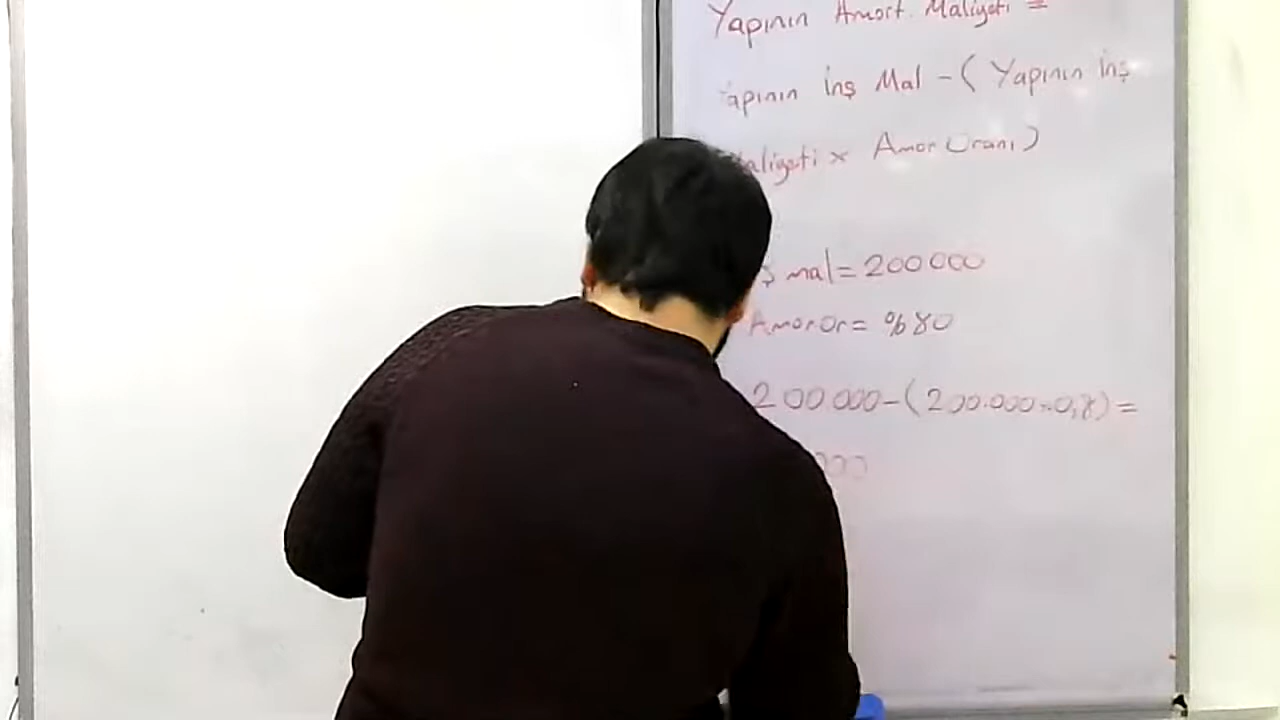 Yapının Amort. Maliyeti =
Yapının İnş Mal - ( Yapının İnş
Maliyeti x Amor Oranı)
ş mal = 200000
Amor Or = %80
200.000-(200.000x0,8) =
000